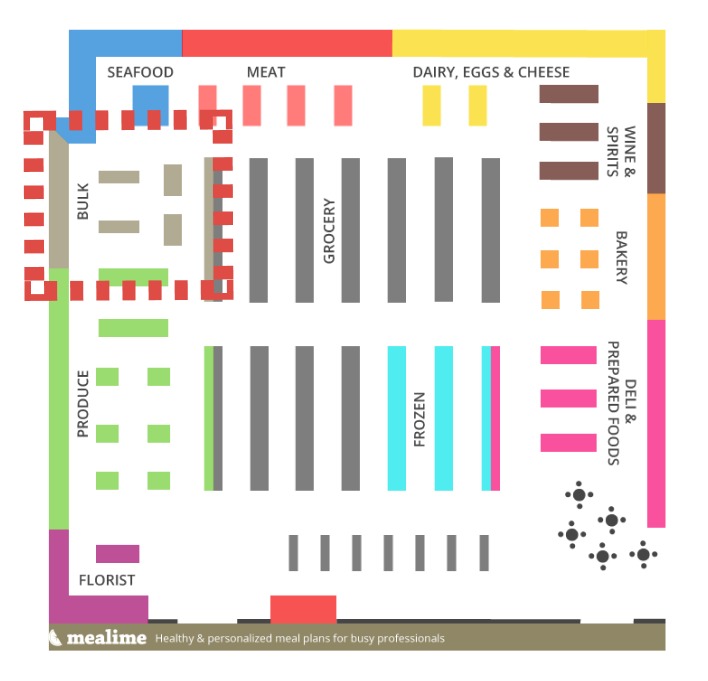 SEAFOOD
MEAT
DAIRY, EGGS & CHEESE
WINE &
SPIRITS
BULK
GROCERY
BAKERY
PRODUCE
FROZEN
DELI &
PREPARED FOODS
FLORIST
mealime Healthy & personalized meal plans for busy professionals